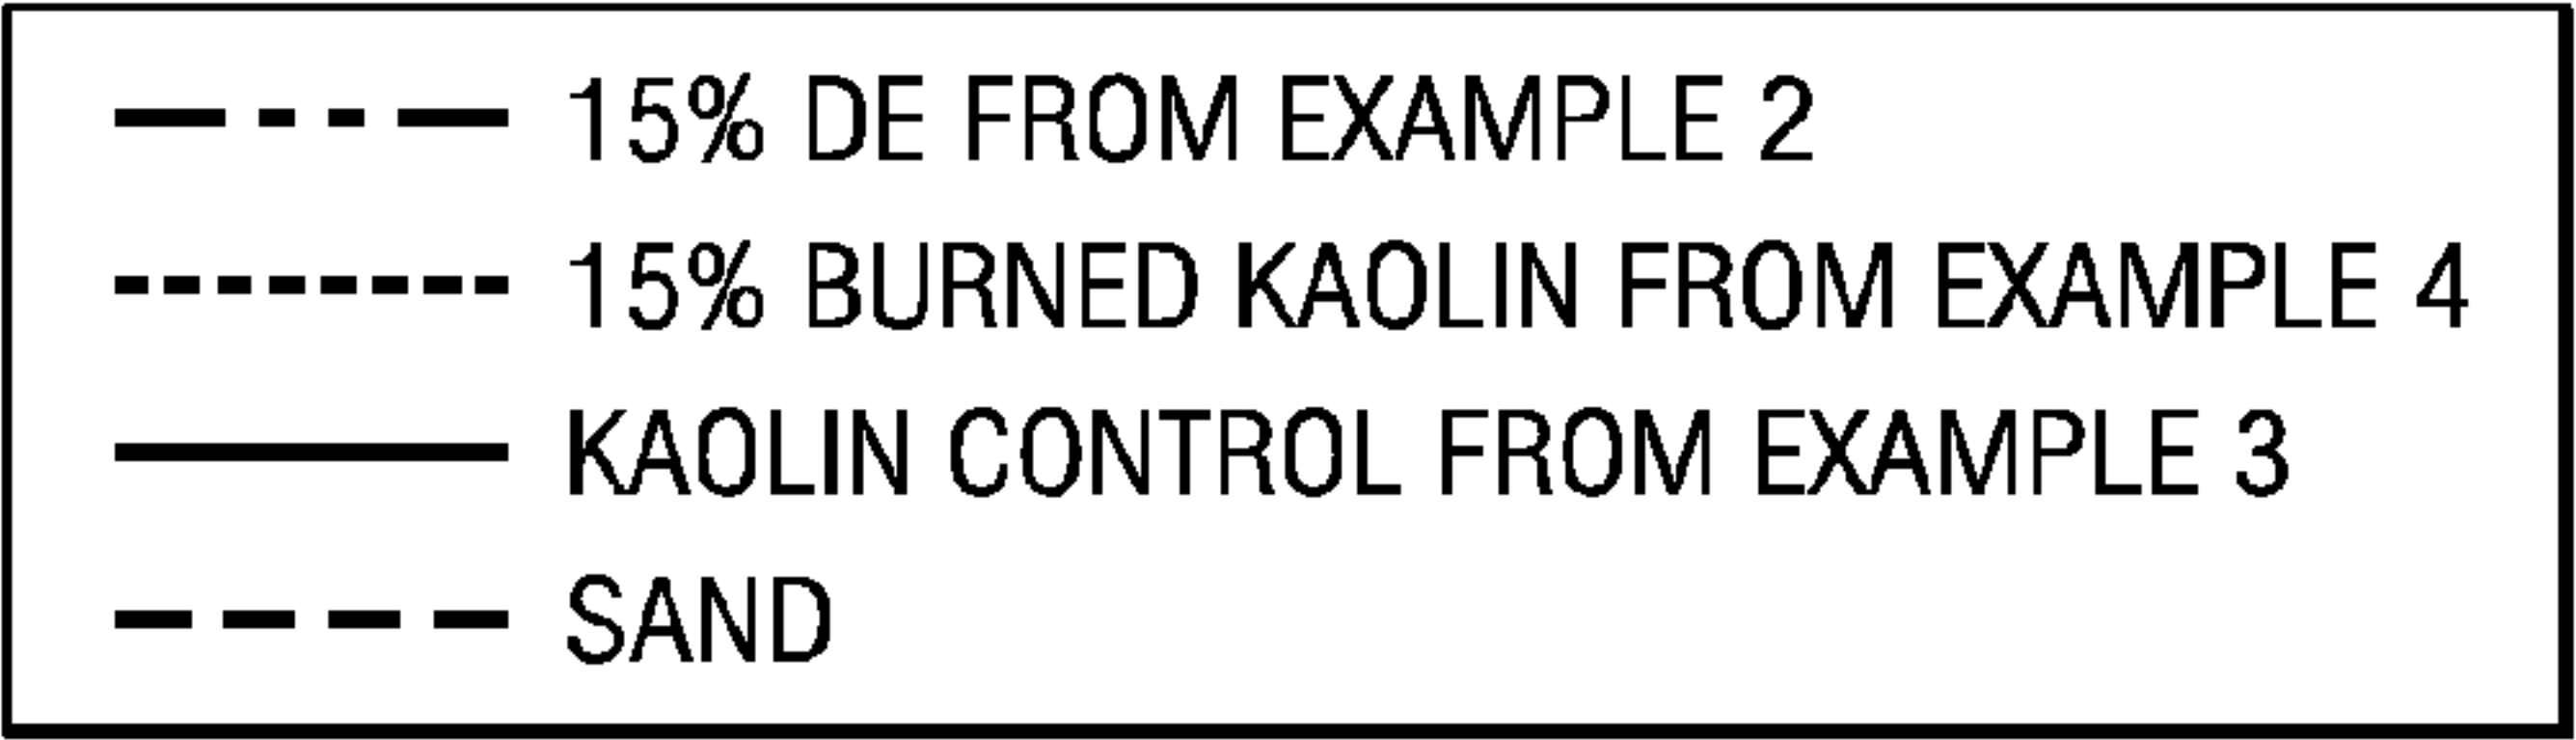 15% DE FROM EXAMPLE 2
15% BURNED KAOLIN FROM EXAMPLE 4
KAOLIN CONTROL FROM EXAMPLE 3
SAND